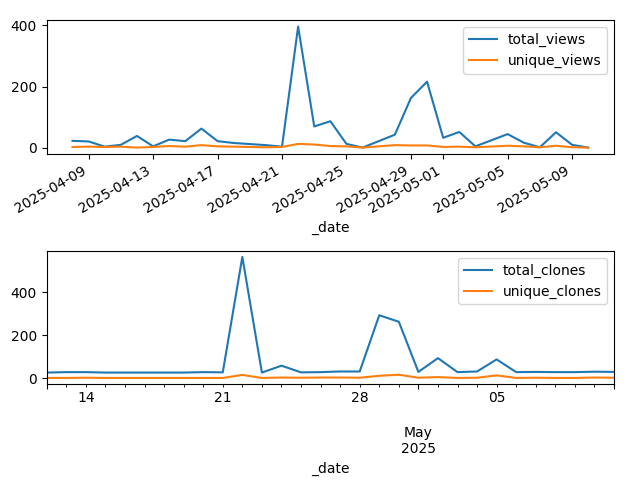 400
200
0
total_views
unique_views
2025-04-09
2025-04-13
2025-04-17
2025-04-21
2025-04-25
2025-04-29
2025-05-01
2025-05-05
2025-05-09
_date
400
200
0
total_clones
unique_clones
14
21
28
05
May
2025
_date